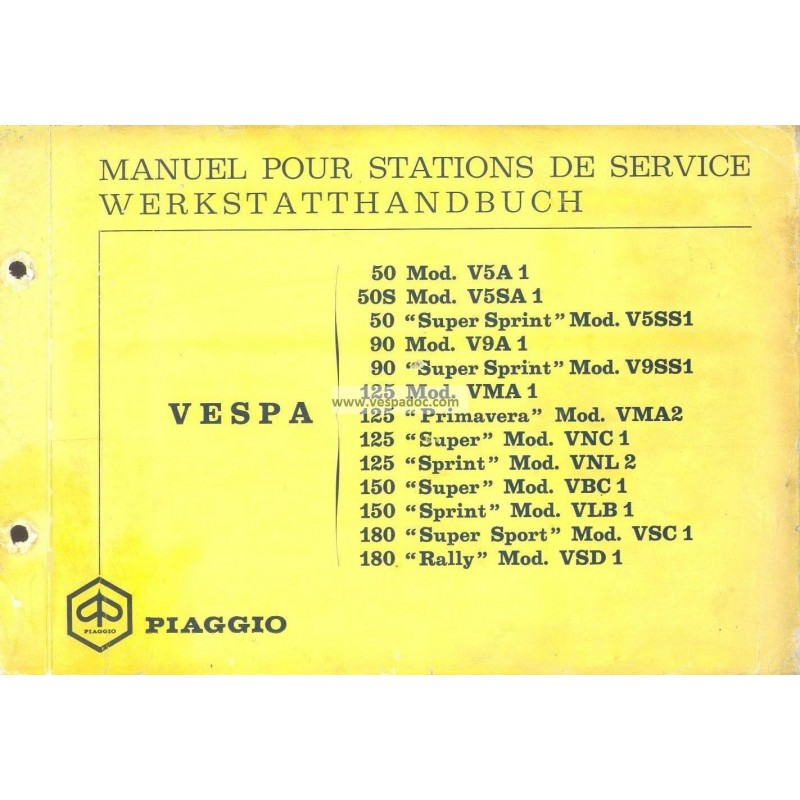 MANUEL POUR STATIONS DE SERVICE
WERKSTATTHANDBUCH
VESPA
50 Mod. V5A 1
50S Mod. V5SA 1
50 "Super Sprint" Mod. V5SS1
90 Mod. V9A 1
90 "Super Sprint" Mod. V9SS1
125 Mod. VMA 1
www.vespadoc.com
125 "Primavera" Mod. VMA2
125 "Super" Mod. VNC 1
125 "Sprint" Mod. VNL 2
150 "Super" Mod. VBC 1
150 "Sprint" Mod. VLB 1
180 "Super Sport" Mod. VSC 1
180 "Rally" Mod. VSD 1
PIAGGIO
PIAGGIO